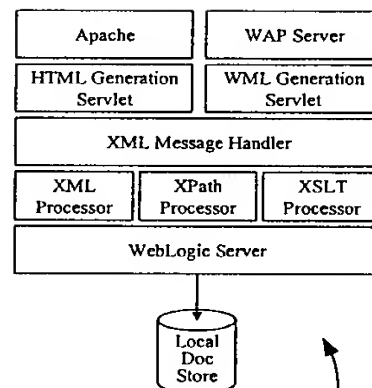 Apache
WAP Server
HTML Generation
Servlet
WML Generation
Servlet
XML Message Handler
XML
Processor
XPath
Processor
XSLT
Processor
WebLogic Server
Local
Doc
Store